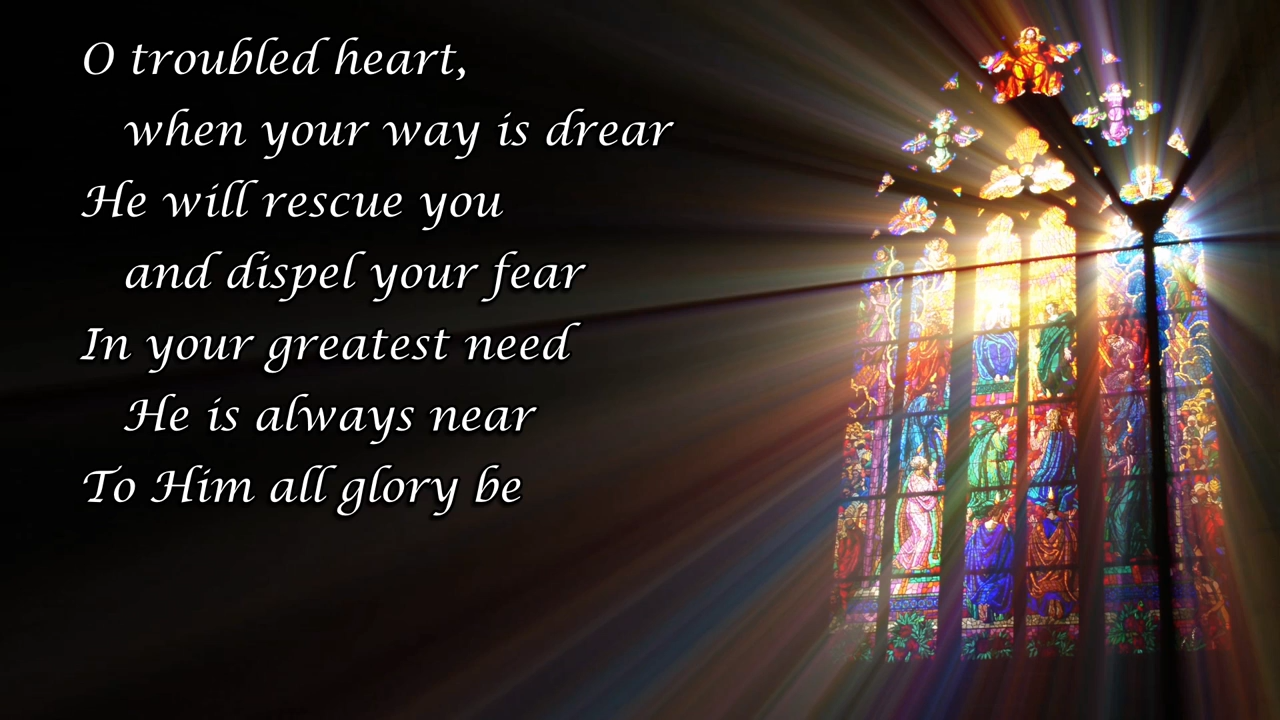 O troubled heart,
when your way is drear
He will rescue you
and dispel your fear
In your greatest need
He is always near
To Him all glory be